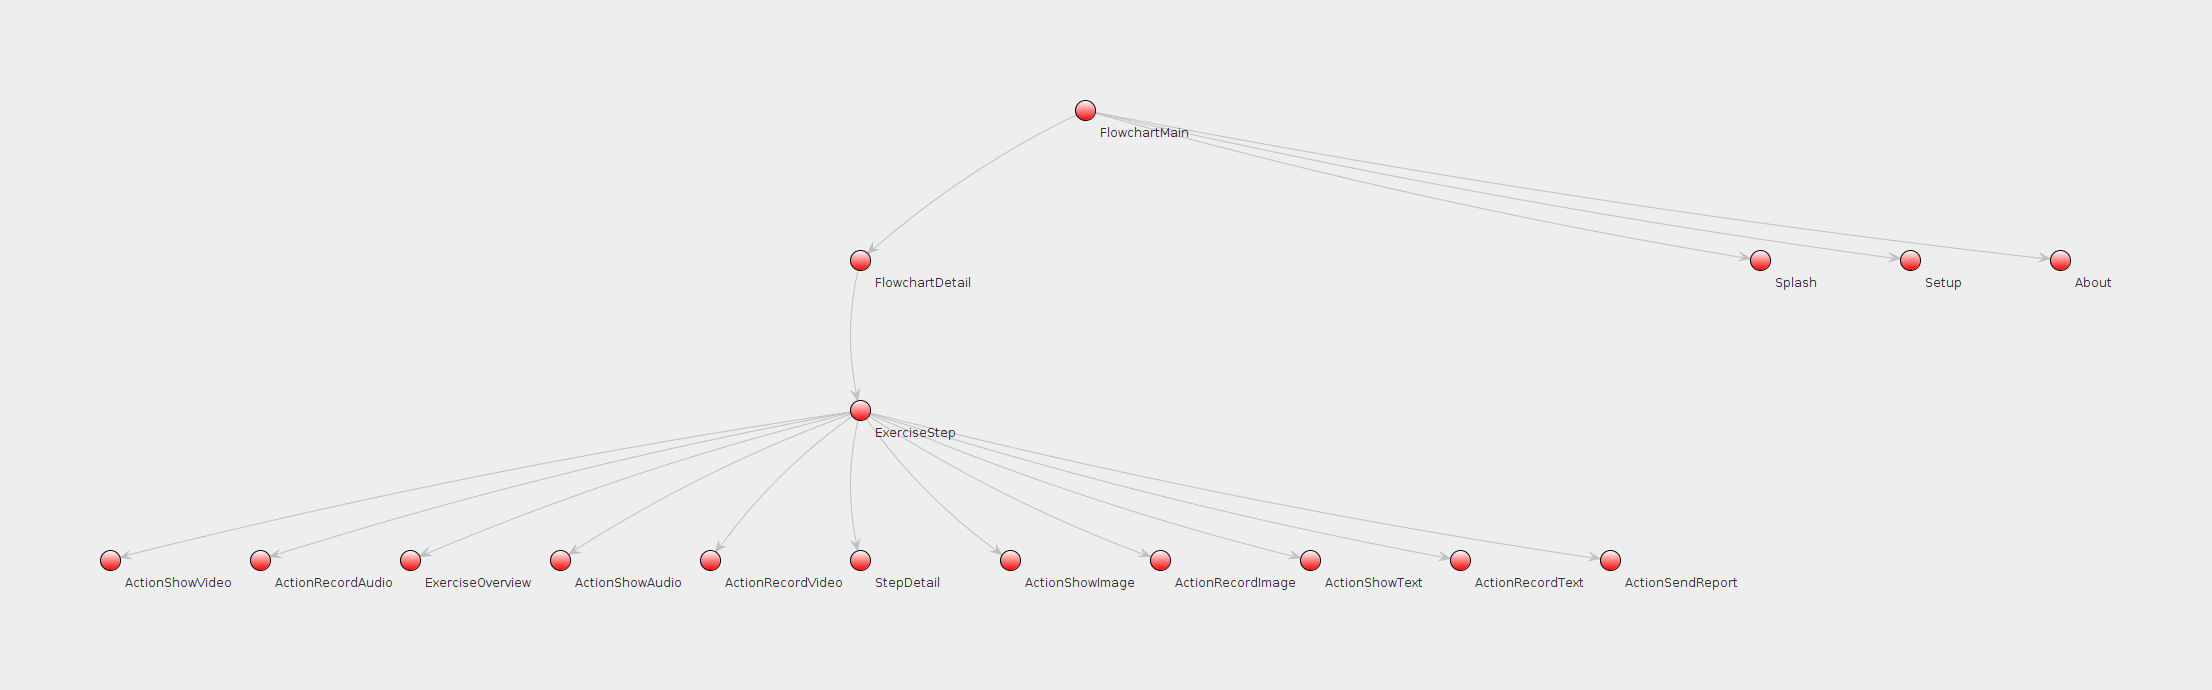 FlowchartMain
FlowchartDetail
Splash
Setup
About
ExerciseStep
ActionShowVideo
ActionRecordAudio
ExerciseOverview
ActionShowAudio
ActionRecordVideo
StepDetail
ActionShowImage
ActionRecordImage
ActionShowText
ActionRecordText
ActionSendReport